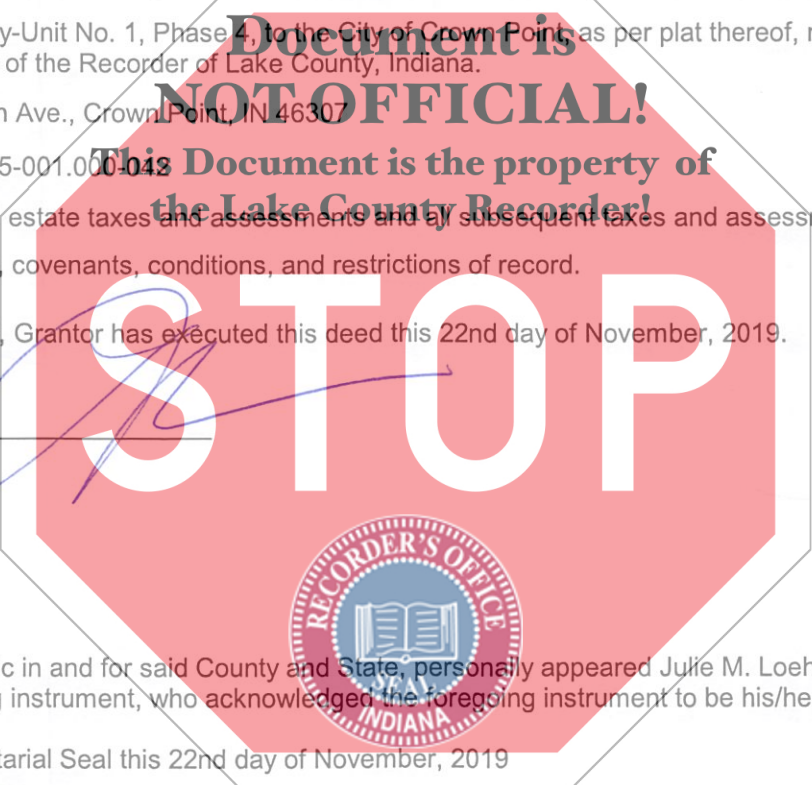 y-Unit No. 1, Phase 4, to the City of Crown Point, as per plat thereof,
of the Recorder of Lake County, Indiana.
Ave., Crown Point, IN 46307
5-001.000-042
estate taxes and assessments and all subsequent taxes and assess
, covenants, conditions, and restrictions of record.
, Grantor has executed this deed this 22nd day of November, 2019.
c in and for said County and State, personally appeared Julie M. Loeh
instrument, who acknowledged the foregoing instrument to be his/he
tarial Seal this 22nd day of November, 2019
Document is
NOT OFFICIAL!
This Document is the property of
the Lake County Recorder!
STOP
RECORDER'S OFFICE
SEAL
INDIANA